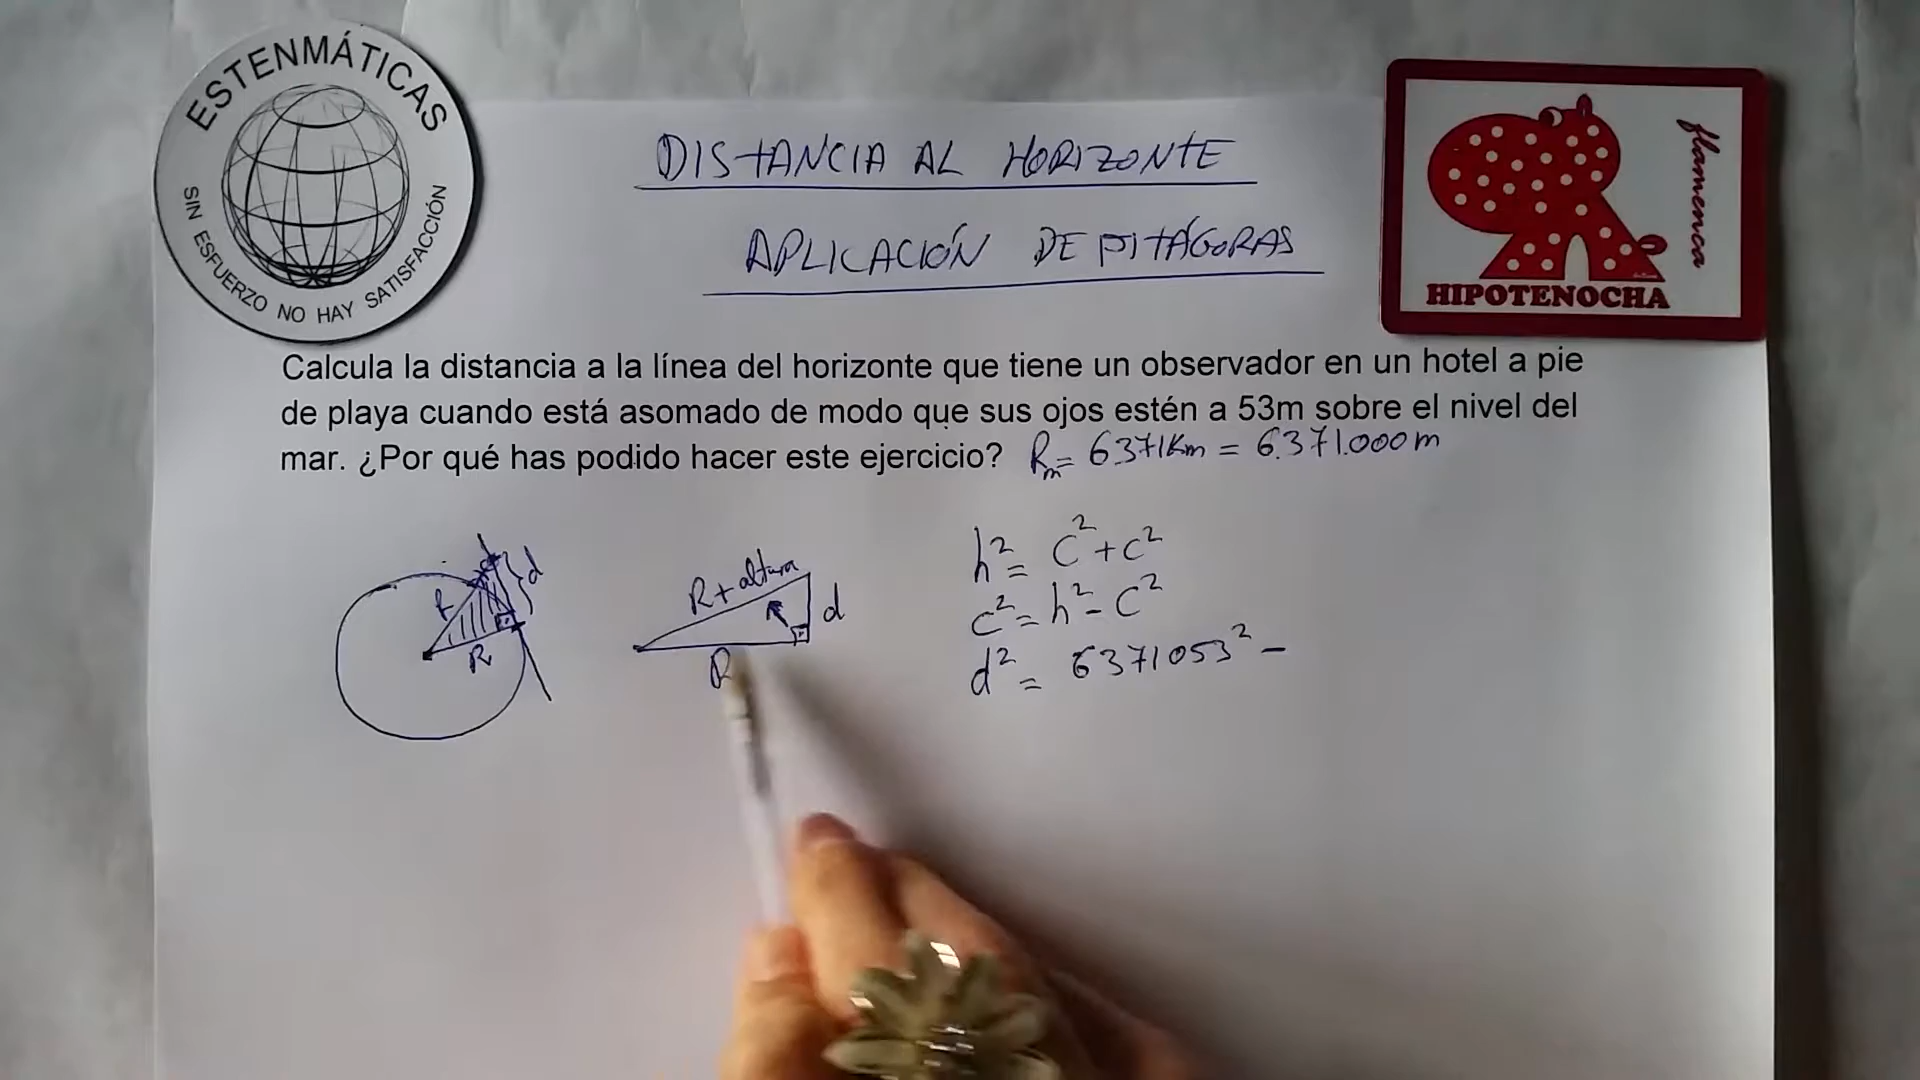 ESTENMÁTICAS
SIN ESFUERZO NO HAY SATISFACCIÓN
DISTANCIA AL HORIZONTE
APLICACIÓN DE PITÁGORAS
flamenca
HIPOTENOCHA
Calcula la distancia a la línea del horizonte que tiene un observador en un hotel a pie
de playa cuando está asomado de modo que sus ojos estén a 53m sobre el nivel del
mar. ¿Por qué has podido hacer este ejercicio? Rm = 6371Km = 6.371.000 m
d
R
R + altura
d
R
h² = c² + c²
c² = h² - c²
d² = 6371053² -